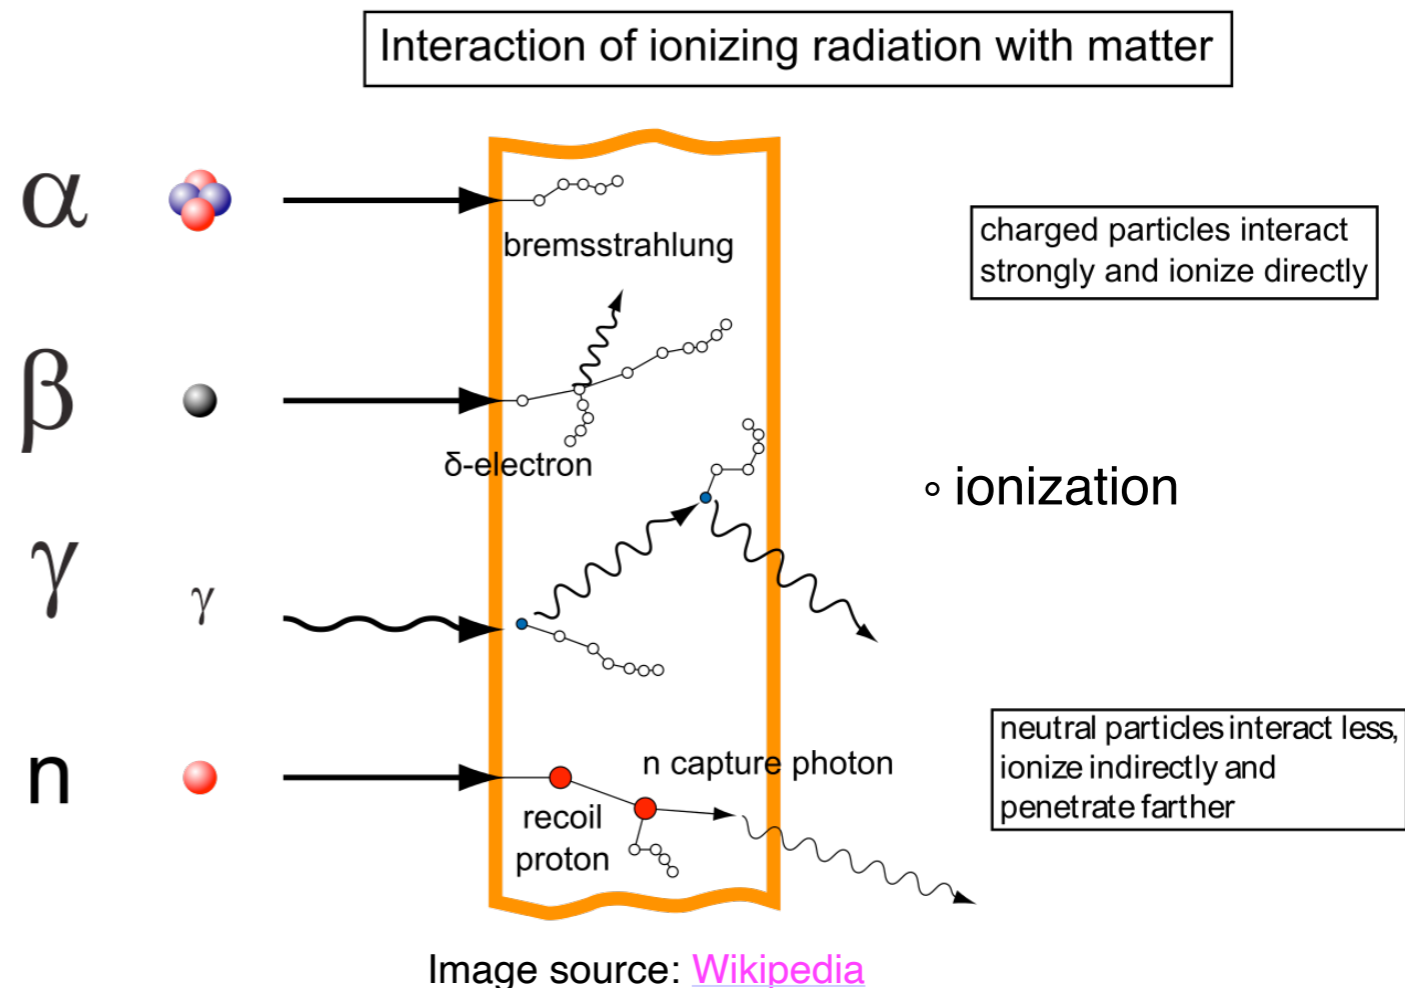 Interaction of ionizing radiation with matter
α
bremsstrahlung
charged particles interact
strongly and ionize directly
β
δ-electron
∘ ionization
γ
γ
n
n capture photon
recoil
proton
neutral particles interact less,
ionize indirectly and
penetrate farther
Image source: Wikipedia